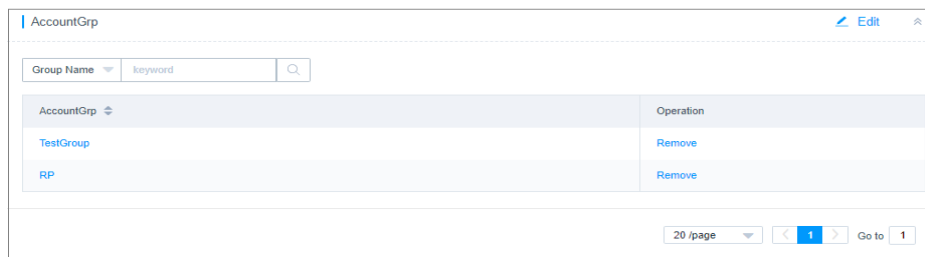 AccountGrp Edit
Group Name keyword
AccountGrp Operation
TestGroup Remove
RP Remove
20 /page 1 Go to 1